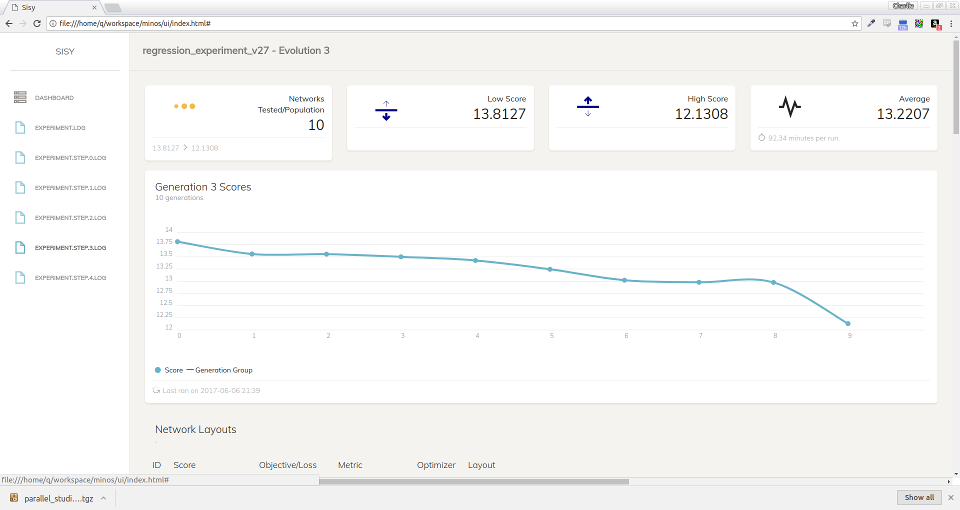 Sisy
Charlie
file:///home/q/workspace/minos/ui/index.html#
SISY
regression_experiment_v27 - Evolution 3
DASHBOARD
EXPERIMENT.LOG
EXPERIMENT.STEP.0.LOG
EXPERIMENT.STEP.1.LOG
EXPERIMENT.STEP.2.LOG
EXPERIMENT.STEP.3.LOG
EXPERIMENT.STEP.4.LOG
Networks
Tested/Population
10
13.8127 > 12.1308
Low Score
13.8127
High Score
12.1308
Average
13.2207
92.34 minutes per run.
Generation 3 Scores
10 generations
14
13.75
13.5
13.25
13
12.75
12.5
12.25
12
0 1 2 3 4 5 6 7 8 9
Score Generation Group
Last ran on 2017-06-06 21:39
Network Layouts
ID Score Objective/Loss Metric Optimizer Layout
file:///home/q/workspace/minos/ui/index.html#
parallel_studi....tgz
Show all